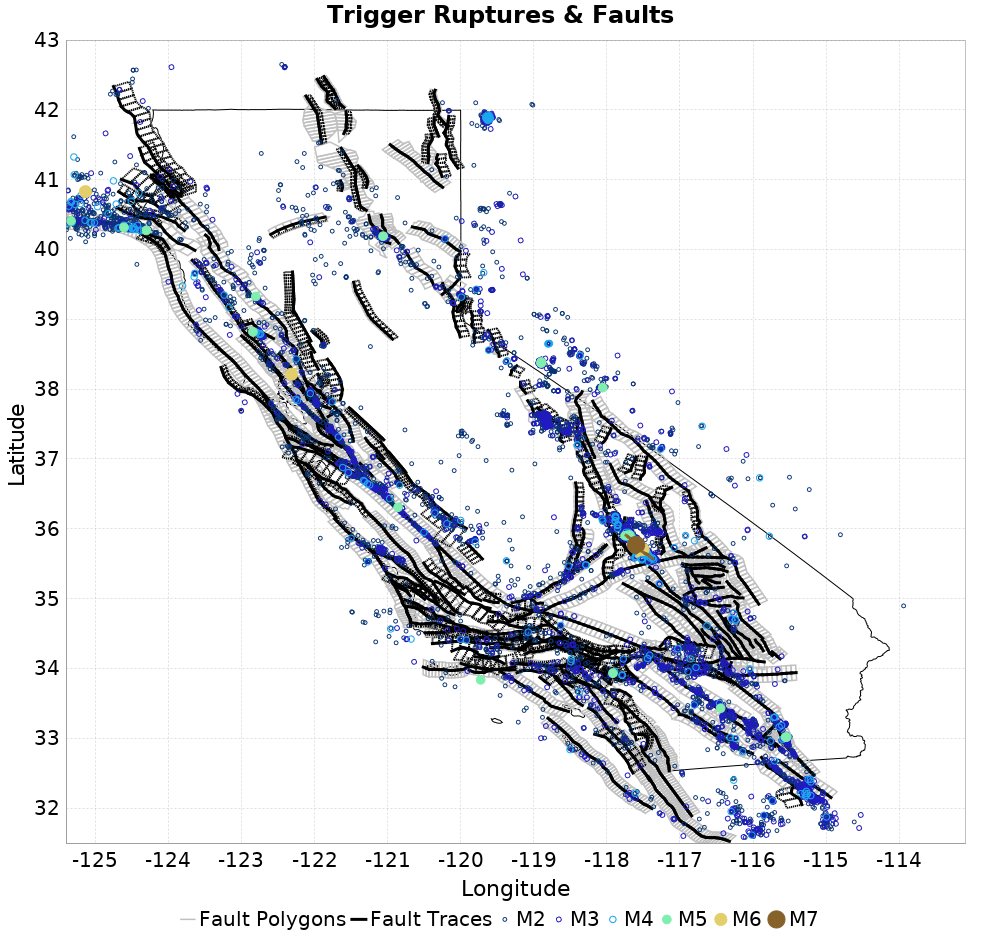 Trigger Ruptures & Faults
43
42
41
40
39
38
37
36
35
34
33
32
Latitude
-125 -124 -123 -122 -121 -120 -119 -118 -117 -116 -115 -114
Longitude
Fault Polygons Fault Traces M2 M3 M4 M5 M6 M7